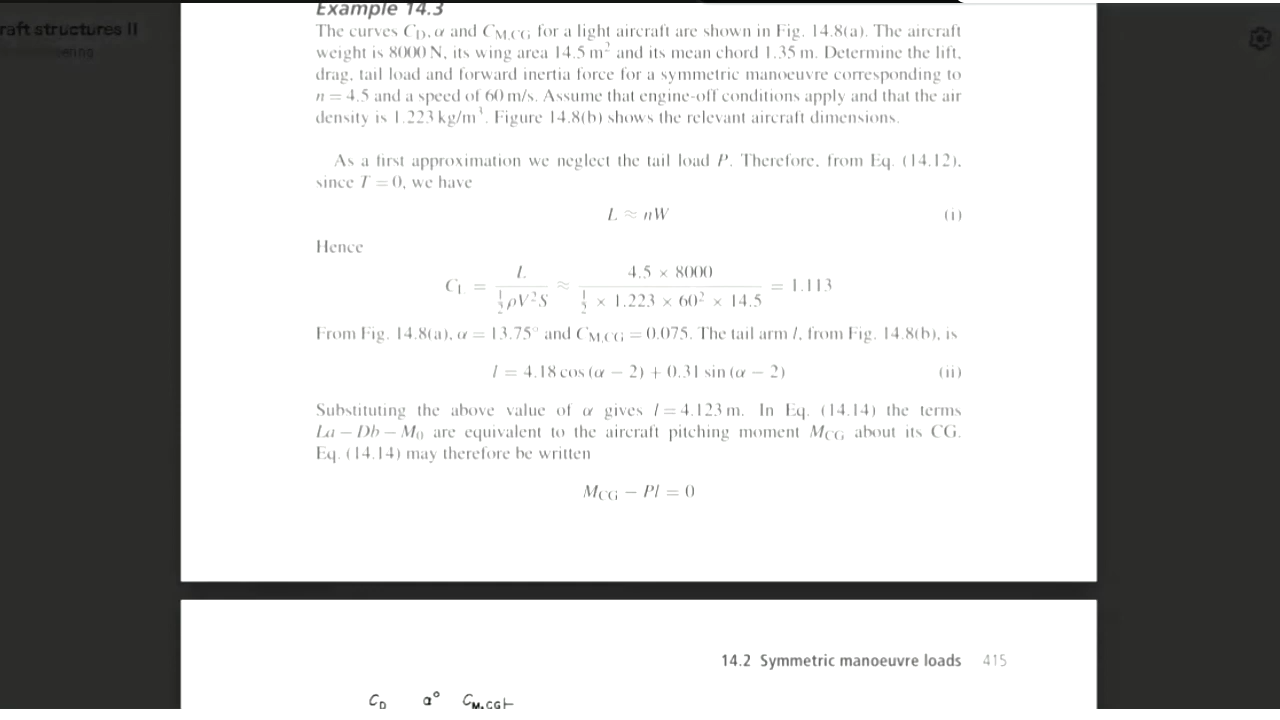 raft structures II
ering
Example 14.3
The curves C_D, α and C_M,CG for a light aircraft are shown in Fig. 14.8(a). The aircraft
weight is 8000 N, its wing area 14.5 m² and its mean chord 1.35 m. Determine the lift,
drag, tail load and forward inertia force for a symmetric manoeuvre corresponding to
n = 4.5 and a speed of 60 m/s. Assume that engine-off conditions apply and that the air
density is 1.223 kg/m³. Figure 14.8(b) shows the relevant aircraft dimensions.
As a first approximation we neglect the tail load P. Therefore, from Eq. (14.12),
since T = 0, we have
L ≈ nW (i)
Hence
C_L = L / (½ρV²S) ≈ 4.5 × 8000 / (½ × 1.223 × 60² × 14.5) = 1.113
From Fig. 14.8(a), α = 13.75° and C_M,CG = 0.075. The tail arm l, from Fig. 14.8(b), is
l = 4.18 cos (α − 2) + 0.31 sin (α − 2) (ii)
Substituting the above value of α gives l = 4.123 m. In Eq. (14.14) the terms
La − Db − M₀ are equivalent to the aircraft pitching moment M_CG about its CG.
Eq. (14.14) may therefore be written
M_CG − Pl = 0
14.2 Symmetric manoeuvre loads 415
C_D α° C_M,CG